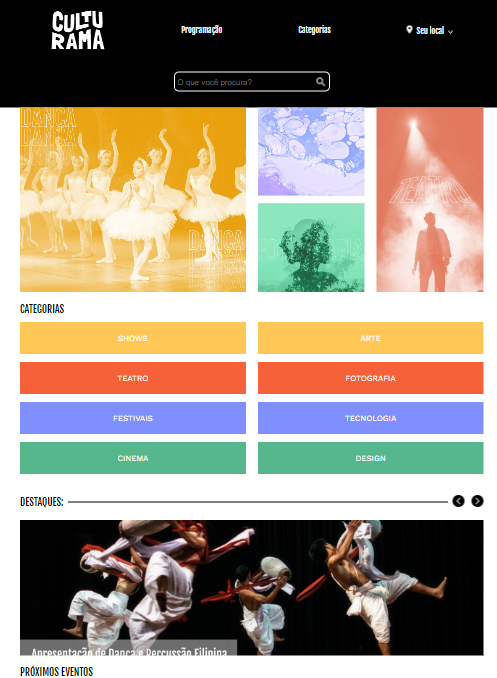 CULTU
RAMA
Programação
Categorias
Seu local
O que você procura?
DANÇA
DANÇA
DANÇA
DANÇA
TEATRO
FOTOGRAFIA
CATEGORIAS
SHOWS
ARTE
TEATRO
FOTOGRAFIA
FESTIVAIS
TECNOLOGIA
CINEMA
DESIGN
DESTAQUES:
Apresentação de Dança e Percussão Filipina
PRÓXIMOS EVENTOS